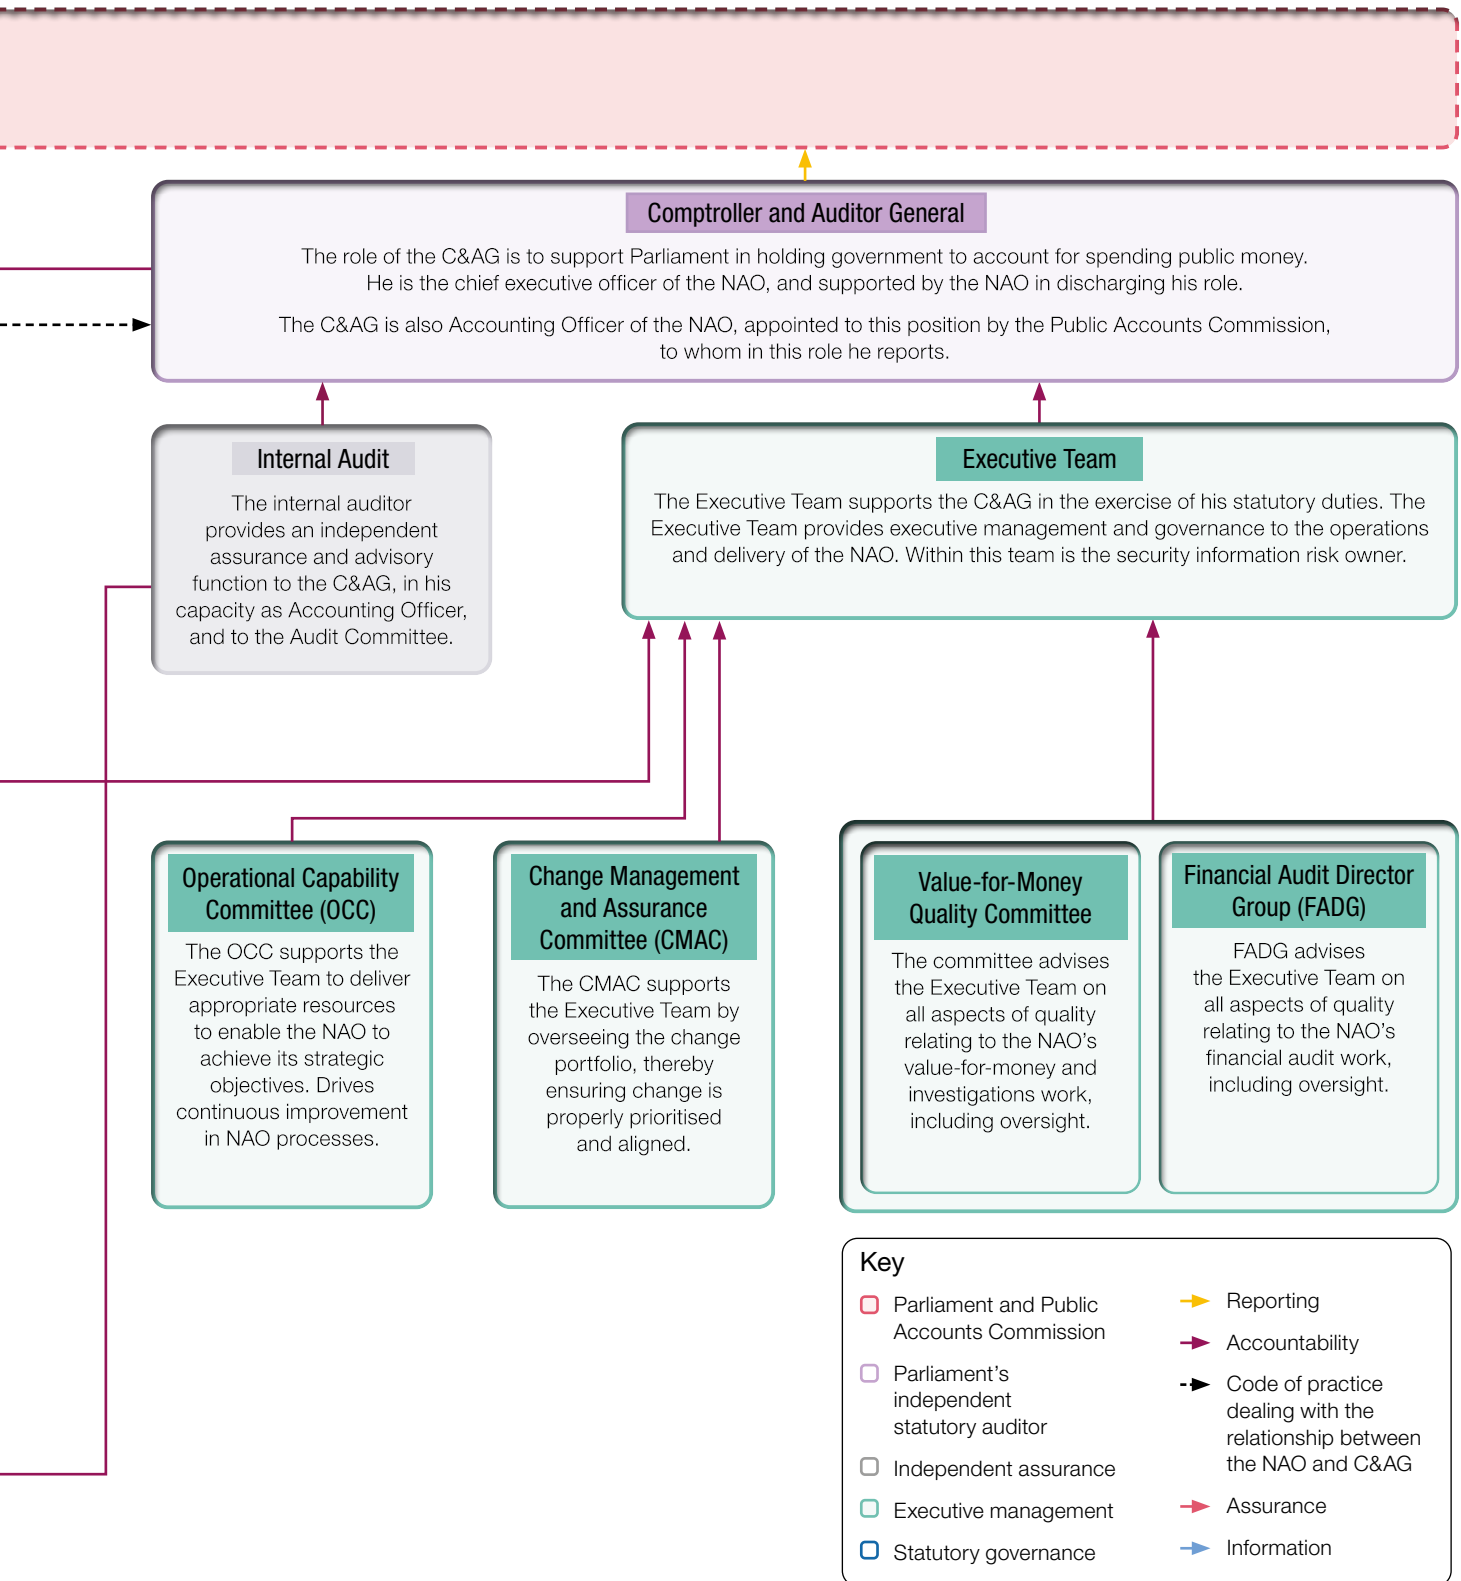 Comptroller and Auditor General
The role of the C&AG is to support Parliament in holding government to account for spending public money.
He is the chief executive officer of the NAO, and supported by the NAO in discharging his role.
The C&AG is also Accounting Officer of the NAO, appointed to this position by the Public Accounts Commission,
to whom in this role he reports.
Internal Audit
The internal auditor
provides an independent
assurance and advisory
function to the C&AG, in his
capacity as Accounting Officer,
and to the Audit Committee.
Executive Team
The Executive Team supports the C&AG in the exercise of his statutory duties. The
Executive Team provides executive management and governance to the operations
and delivery of the NAO. Within this team is the security information risk owner.
Operational Capability
Committee (OCC)
The OCC supports the
Executive Team to deliver
appropriate resources
to enable the NAO to
achieve its strategic
objectives. Drives
continuous improvement
in NAO processes.
Change Management
and Assurance
Committee (CMAC)
The CMAC supports
the Executive Team by
overseeing the change
portfolio, thereby
ensuring change is
properly prioritised
and aligned.
Value-for-Money
Quality Committee
The committee advises
the Executive Team on
all aspects of quality
relating to the NAO's
value-for-money and
investigations work,
including oversight.
Financial Audit Director
Group (FADG)
FADG advises
the Executive Team on
all aspects of quality
relating to the NAO's
financial audit work,
including oversight.
Key
Parliament and Public
Accounts Commission
Parliament's
independent
statutory auditor
Independent assurance
Executive management
Statutory governance
Reporting
Accountability
Code of practice
dealing with the
relationship between
the NAO and C&AG
Assurance
Information